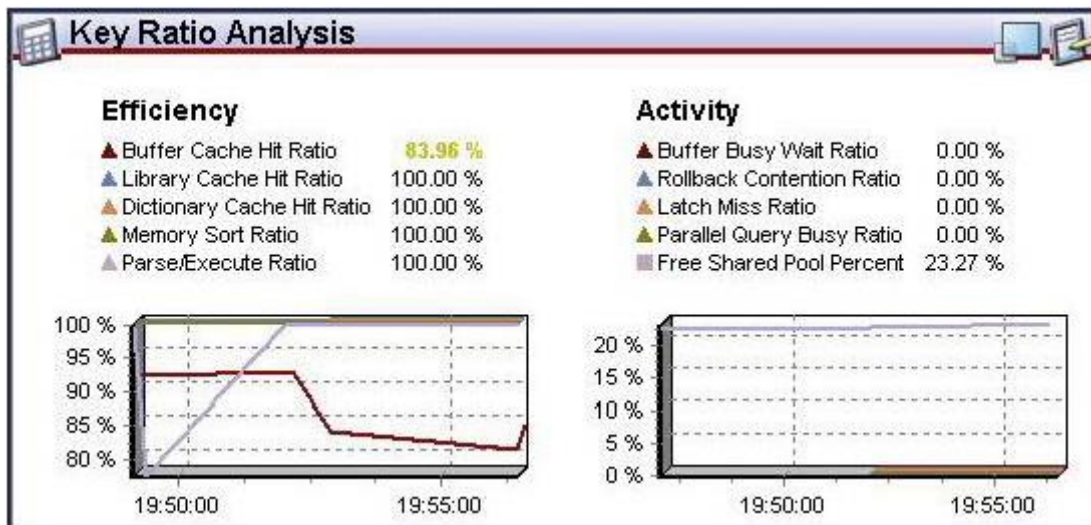 Key Ratio Analysis
Efficiency
Buffer Cache Hit Ratio 83.96 %
Library Cache Hit Ratio 100.00 %
Dictionary Cache Hit Ratio 100.00 %
Memory Sort Ratio 100.00 %
Parse/Execute Ratio 100.00 %
100 %
95 %
90 %
85 %
80 %
19:50:00 19:55:00
Activity
Buffer Busy Wait Ratio 0.00 %
Rollback Contention Ratio 0.00 %
Latch Miss Ratio 0.00 %
Parallel Query Busy Ratio 0.00 %
Free Shared Pool Percent 23.27 %
20 %
15 %
10 %
5 %
0 %
19:50:00 19:55:00